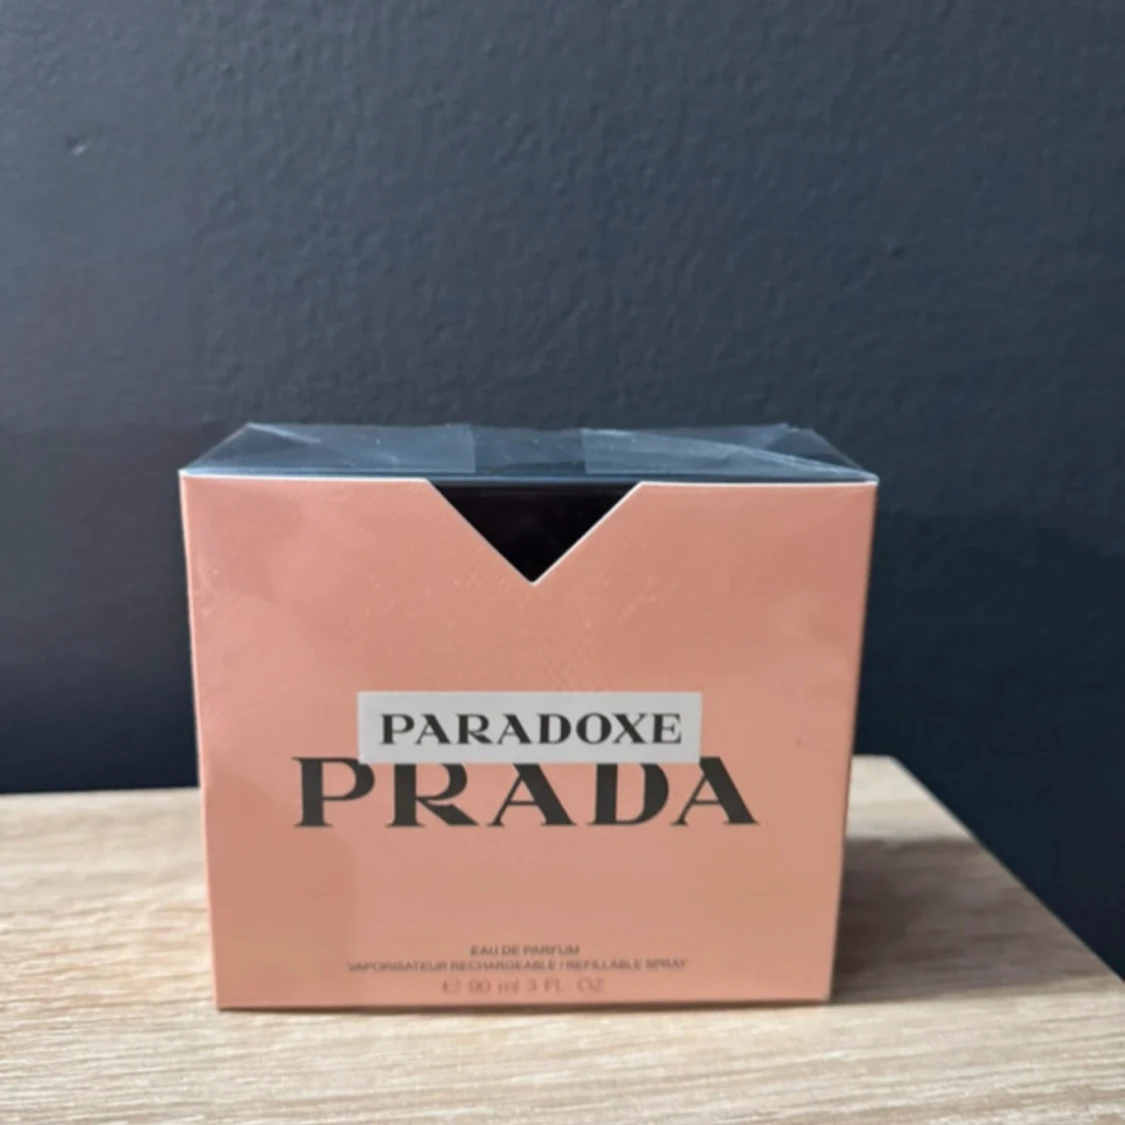 PARADOXE
PRADA
EAU DE PARFUM
VAPORISATEUR RECHARGEABLE / REFILLABLE SPRAY
℮ 90 ml 3 FL. OZ